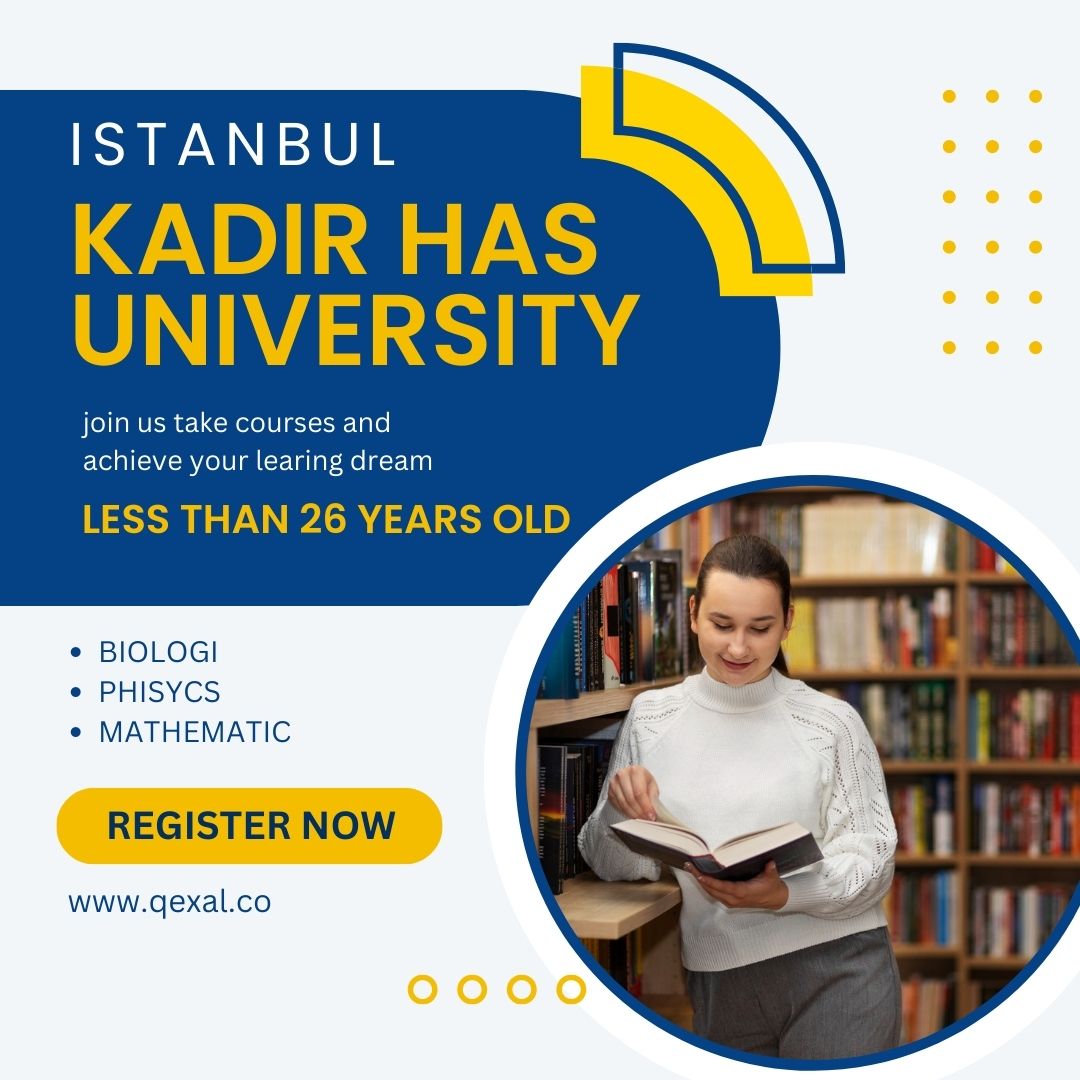 ISTANBUL
KADIR HAS
UNIVERSITY
join us take courses and
achieve your learing dream
LESS THAN 26 YEARS OLD
• BIOLOGI
• PHISYCS
• MATHEMATIC
REGISTER NOW
www.qexal.co